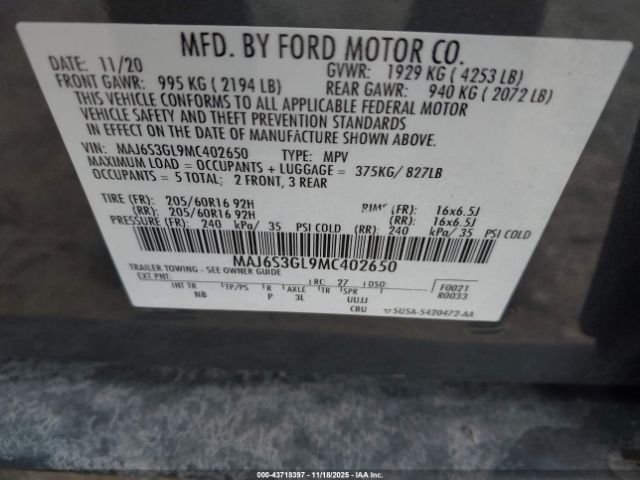 MFD. BY FORD MOTOR CO.
DATE: 11/20 GVWR: 1929 KG ( 4253 LB)
FRONT GAWR: 995 KG ( 2194 LB) REAR GAWR: 940 KG ( 2072 LB)
THIS VEHICLE CONFORMS TO ALL APPLICABLE FEDERAL MOTOR
VEHICLE SAFETY AND THEFT PREVENTION STANDARDS
IN EFFECT ON THE DATE OF MANUFACTURE SHOWN ABOVE.
VIN: MAJ6S3GL9MC402650 TYPE: MPV
MAXIMUM LOAD = OCCUPANTS + LUGGAGE = 375KG/ 827LB
OCCUPANTS = 5 TOTAL; 2 FRONT, 3 REAR
TIRE (FR): 205/60R16 92H RIMS (FR): 16x6.5J
(RR): 205/60R16 92H (RR): 16x6.5J
PRESSURE (FR): 240 kPa/ 35 PSI COLD (RR): 240 kPa/ 35 PSI COLD
MAJ6S3GL9MC402650
TRAILER TOWING - SEE OWNER GUIDE
EXT PNT: RC: 27 DSO: F0021
INT TR TP/PS R AXLE TR SPR R0033
NB P 3L UUJJ
CBU 5U5A-5420472-AA
000-43718397 - 11/18/2025 - IAA.com